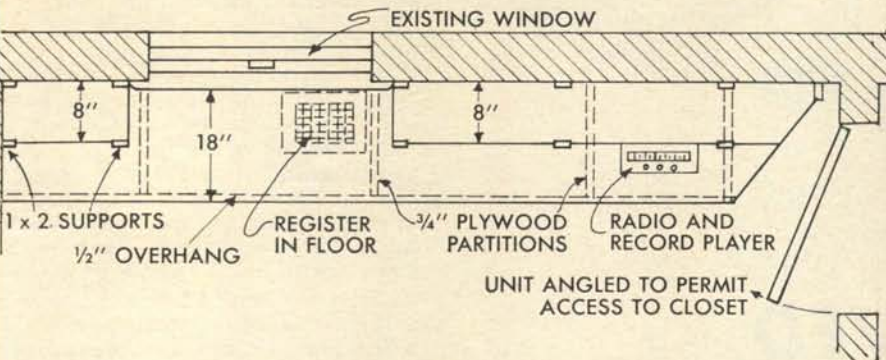 EXISTING WINDOW
8″
18″
8″
1 x 2 SUPPORTS
½″ OVERHANG
REGISTER
IN FLOOR
¾″ PLYWOOD
PARTITIONS
RADIO AND
RECORD PLAYER
UNIT ANGLED TO PERMIT
ACCESS TO CLOSET